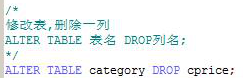 /*
修改表,删除一列
ALTER TABLE 表名 DROP列名;
*/
ALTER TABLE category DROP cprice;